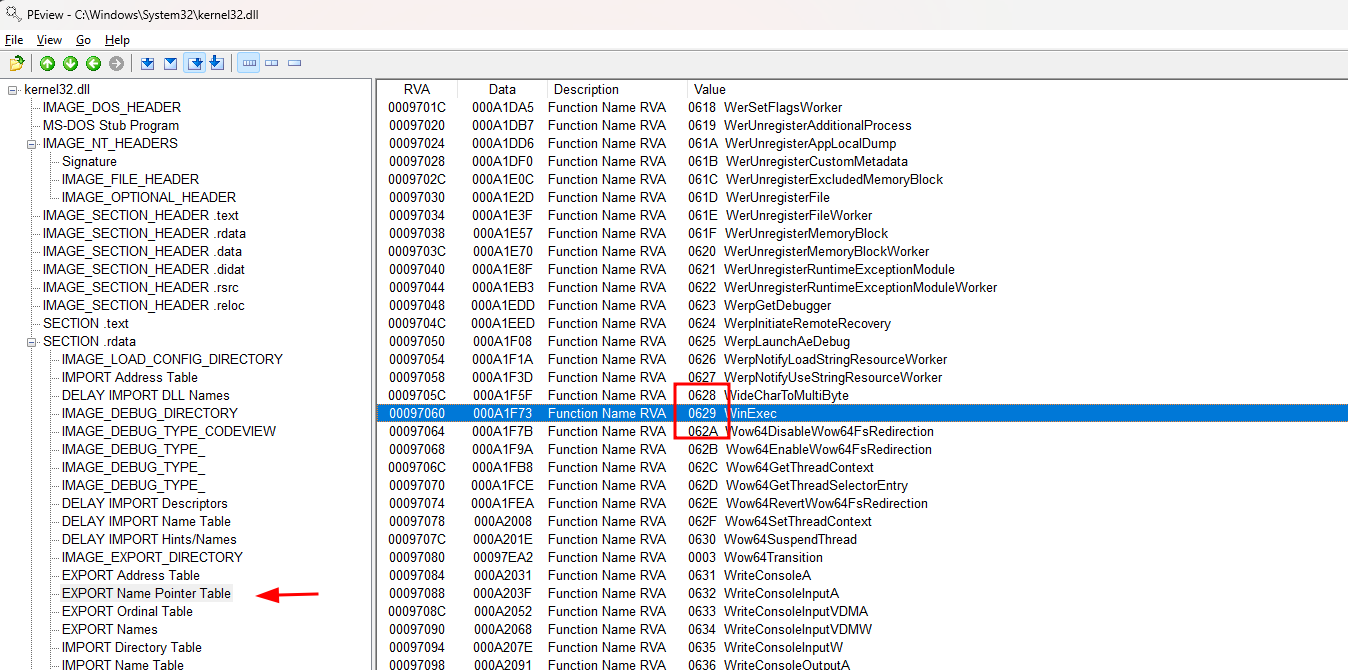 PEview - C:\Windows\System32\kernel32.dll
File View Go Help
kernel32.dll
IMAGE_DOS_HEADER
MS-DOS Stub Program
IMAGE_NT_HEADERS
Signature
IMAGE_FILE_HEADER
IMAGE_OPTIONAL_HEADER
IMAGE_SECTION_HEADER .text
IMAGE_SECTION_HEADER .rdata
IMAGE_SECTION_HEADER .data
IMAGE_SECTION_HEADER .didat
IMAGE_SECTION_HEADER .rsrc
IMAGE_SECTION_HEADER .reloc
SECTION .text
SECTION .rdata
IMAGE_LOAD_CONFIG_DIRECTORY
IMPORT Address Table
DELAY IMPORT DLL Names
IMAGE_DEBUG_DIRECTORY
IMAGE_DEBUG_TYPE_CODEVIEW
IMAGE_DEBUG_TYPE_
IMAGE_DEBUG_TYPE_
IMAGE_DEBUG_TYPE_
DELAY IMPORT Descriptors
DELAY IMPORT Name Table
DELAY IMPORT Hints/Names
IMAGE_EXPORT_DIRECTORY
EXPORT Address Table
EXPORT Name Pointer Table
EXPORT Ordinal Table
EXPORT Names
IMPORT Directory Table
IMPORT Name Table
RVA Data Description Value
0009701C 000A1DA5 Function Name RVA 0618 WerSetFlagsWorker
00097020 000A1DB7 Function Name RVA 0619 WerUnregisterAdditionalProcess
00097024 000A1DD6 Function Name RVA 061A WerUnregisterAppLocalDump
00097028 000A1DF0 Function Name RVA 061B WerUnregisterCustomMetadata
0009702C 000A1E0C Function Name RVA 061C WerUnregisterExcludedMemoryBlock
00097030 000A1E2D Function Name RVA 061D WerUnregisterFile
00097034 000A1E3F Function Name RVA 061E WerUnregisterFileWorker
00097038 000A1E57 Function Name RVA 061F WerUnregisterMemoryBlock
0009703C 000A1E70 Function Name RVA 0620 WerUnregisterMemoryBlockWorker
00097040 000A1E8F Function Name RVA 0621 WerUnregisterRuntimeExceptionModule
00097044 000A1EB3 Function Name RVA 0622 WerUnregisterRuntimeExceptionModuleWorker
00097048 000A1EDD Function Name RVA 0623 WerpGetDebugger
0009704C 000A1EED Function Name RVA 0624 WerpInitiateRemoteRecovery
00097050 000A1F08 Function Name RVA 0625 WerpLaunchAeDebug
00097054 000A1F1A Function Name RVA 0626 WerpNotifyLoadStringResourceWorker
00097058 000A1F3D Function Name RVA 0627 WerpNotifyUseStringResourceWorker
0009705C 000A1F5F Function Name RVA 0628 WideCharToMultiByte
00097060 000A1F73 Function Name RVA 0629 WinExec
00097064 000A1F7B Function Name RVA 062A Wow64DisableWow64FsRedirection
00097068 000A1F9A Function Name RVA 062B Wow64EnableWow64FsRedirection
0009706C 000A1FB8 Function Name RVA 062C Wow64GetThreadContext
00097070 000A1FCE Function Name RVA 062D Wow64GetThreadSelectorEntry
00097074 000A1FEA Function Name RVA 062E Wow64RevertWow64FsRedirection
00097078 000A2008 Function Name RVA 062F Wow64SetThreadContext
0009707C 000A201E Function Name RVA 0630 Wow64SuspendThread
00097080 00097EA2 Function Name RVA 0003 Wow64Transition
00097084 000A2031 Function Name RVA 0631 WriteConsoleA
00097088 000A203F Function Name RVA 0632 WriteConsoleInputA
0009708C 000A2052 Function Name RVA 0633 WriteConsoleInputVDMA
00097090 000A2068 Function Name RVA 0634 WriteConsoleInputVDMW
00097094 000A207E Function Name RVA 0635 WriteConsoleInputW
00097098 000A2091 Function Name RVA 0636 WriteConsoleOutputA